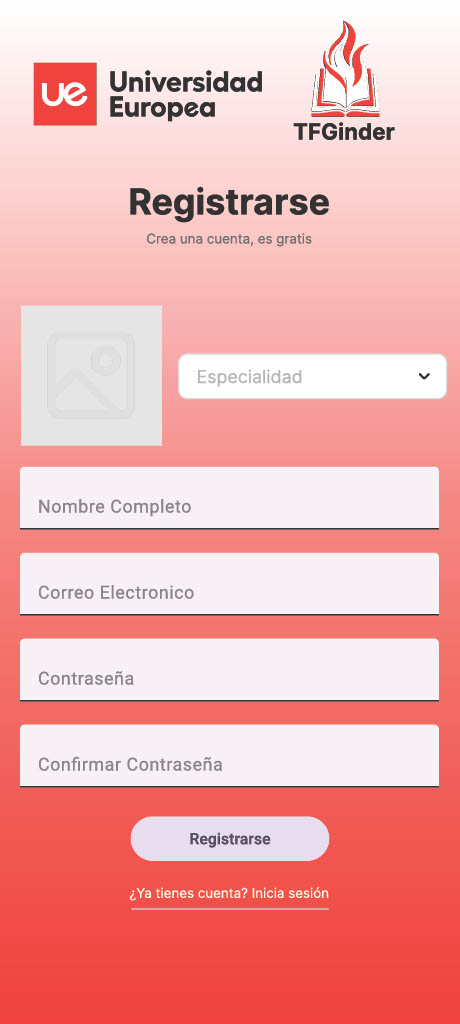 ue Universidad
Europea
TFGinder
Registrarse
Crea una cuenta, es gratis
Especialidad
Nombre Completo
Correo Electronico
Contraseña
Confirmar Contraseña
Registrarse
¿Ya tienes cuenta? Inicia sesión